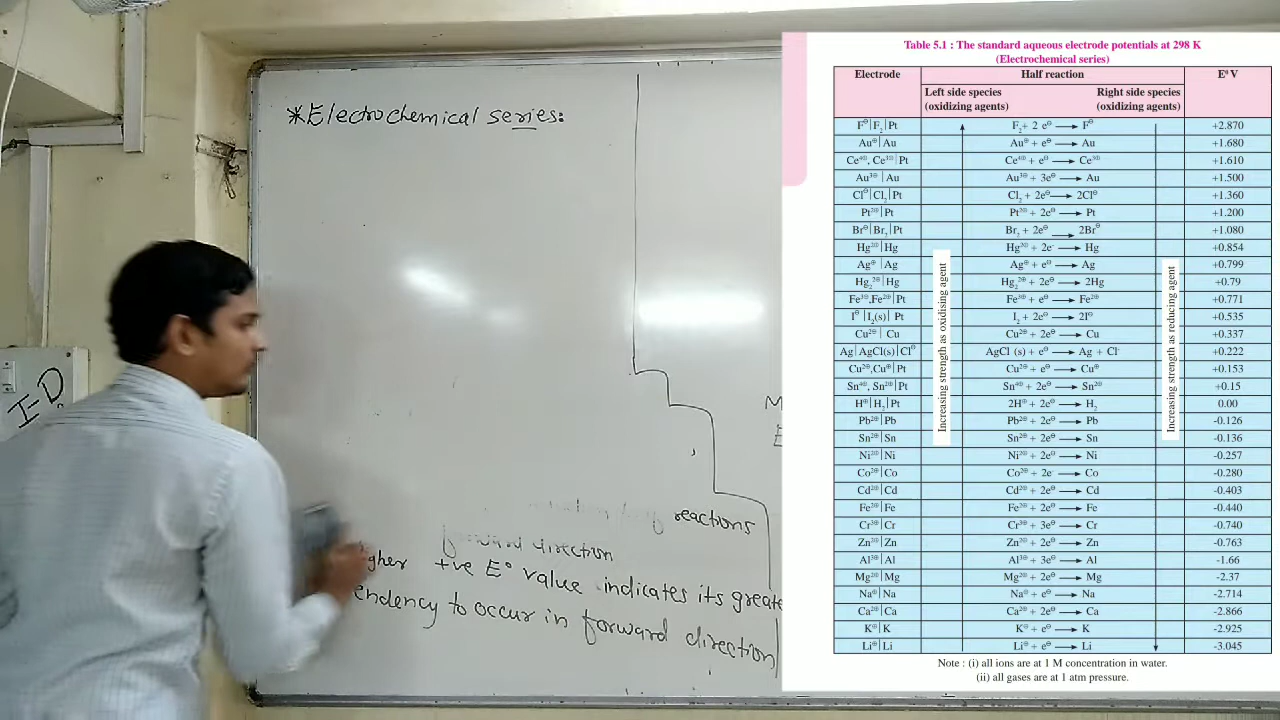 *Electrochemical series:
I-D
reactions
forward direction
gher +ve E° value indicates its greate
endency to occur in forward direction
Table 5.1 : The standard aqueous electrode potentials at 298 K
(Electrochemical series)
Electrode Half reaction E⁰ V
Left side species Right side species
(oxidizing agents) (oxidizing agents)
F⊖|F₂|Pt F₂+ 2 e⊖ → F⊖ +2.870
Au⊕|Au Au⊕ + e⊖ → Au +1.680
Ce⁴⊕, Ce³⊕|Pt Ce⁴⊕ + e⊖ → Ce³⊕ +1.610
Au³⊕|Au Au³⊕ + 3e⊖ → Au +1.500
Cl⊖|Cl₂|Pt Cl₂ + 2e⊖ → 2Cl⊖ +1.360
Pt²⊕|Pt Pt²⊕ + 2e⊖ → Pt +1.200
Br⊖|Br₂|Pt Br₂ + 2e⊖ → 2Br⊖ +1.080
Hg²⊕|Hg Hg²⊕ + 2e⁻ → Hg +0.854
Ag⊕|Ag Ag⊕ + e⊖ → Ag +0.799
Hg₂²⊕|Hg Hg₂²⊕ + 2e⊖ → 2Hg +0.79
Fe³⊕,Fe²⊕|Pt Fe³⊕ + e⊖ → Fe²⊕ +0.771
I⊖|I₂(s)|Pt I₂ + 2e⊖ → 2I⊖ +0.535
Cu²⊕|Cu Cu²⊕ + 2e⊖ → Cu +0.337
Ag|AgCl(s)|Cl⊖ AgCl (s) + e⊖ → Ag + Cl⁻ +0.222
Cu²⊕,Cu⊕|Pt Cu²⊕ + e⊖ → Cu⊕ +0.153
Sn⁴⊕, Sn²⊕|Pt Sn⁴⊕ + 2e⊖ → Sn²⊕ +0.15
H⊕|H₂|Pt 2H⊕ + 2e⊖ → H₂ 0.00
Pb²⊕|Pb Pb²⊕ + 2e⊖ → Pb -0.126
Sn²⊕|Sn Sn²⊕ + 2e⊖ → Sn -0.136
Ni²⊕|Ni Ni²⊕ + 2e⊖ → Ni -0.257
Co²⊕|Co Co²⊕ + 2e⁻ → Co -0.280
Cd²⊕|Cd Cd²⊕ + 2e⊖ → Cd -0.403
Fe²⊕|Fe Fe²⊕ + 2e⊖ → Fe -0.440
Cr³⊕|Cr Cr³⊕ + 3e⊖ → Cr -0.740
Zn²⊕|Zn Zn²⊕ + 2e⊖ → Zn -0.763
Al³⊕|Al Al³⊕ + 3e⊖ → Al -1.66
Mg²⊕|Mg Mg²⊕ + 2e⊖ → Mg -2.37
Na⊕|Na Na⊕ + e⊖ → Na -2.714
Ca²⊕|Ca Ca²⊕ + 2e⊖ → Ca -2.866
K⊕|K K⊕ + e⊖ → K -2.925
Li⊕|Li Li⊕ + e⊖ → Li -3.045
Increasing strength as oxidising agent
Increasing strength as reducing agent
Note : (i) all ions are at 1 M concentration in water.
(ii) all gases are at 1 atm pressure.